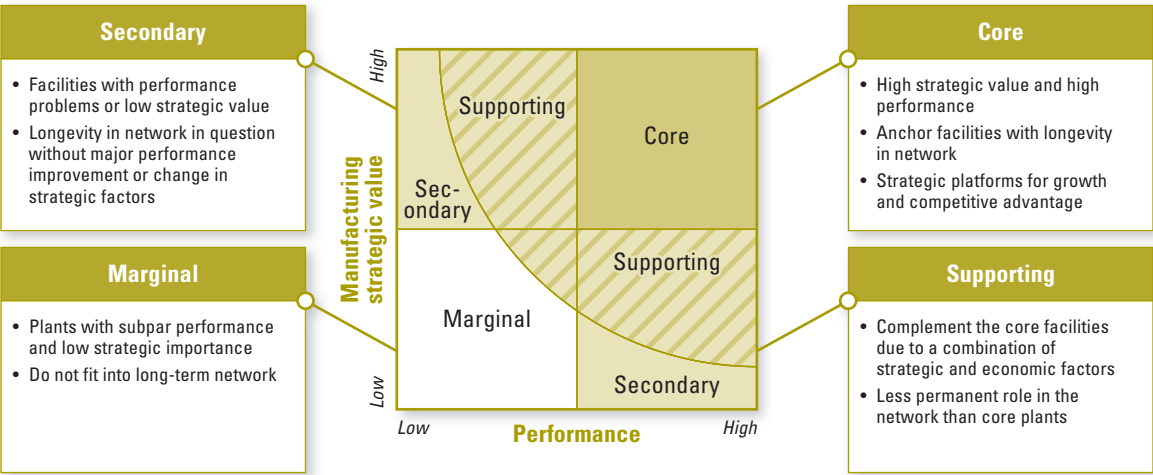 Secondary
• Facilities with performance
problems or low strategic value
• Longevity in network in question
without major performance
improvement or change in
strategic factors
Marginal
• Plants with subpar performance
and low strategic importance
• Do not fit into long-term network
Manufacturing
strategic value
High
Low
Supporting
Core
Sec-
ondary
Supporting
Marginal
Secondary
Low
Performance
High
Core
• High strategic value and high
performance
• Anchor facilities with longevity
in network
• Strategic platforms for growth
and competitive advantage
Supporting
• Complement the core facilities
due to a combination of
strategic and economic factors
• Less permanent role in the
network than core plants